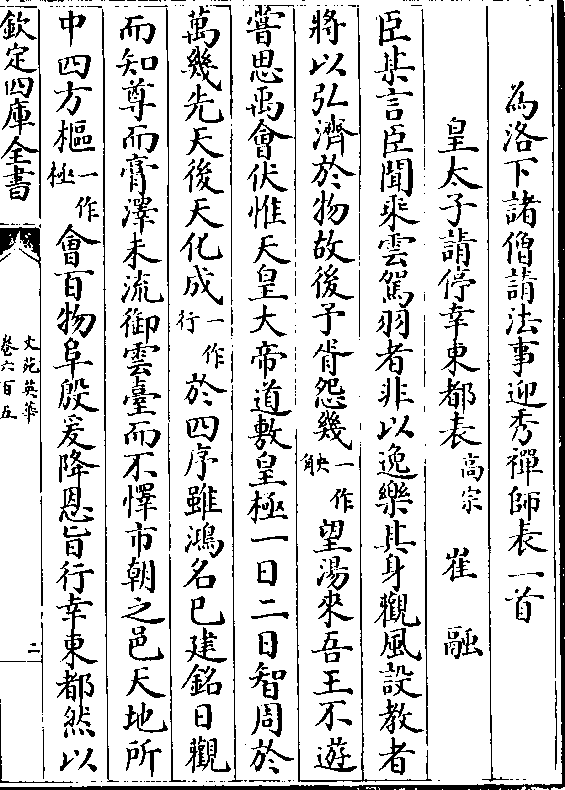 為洛下諸僧請法事迎秀禪師表一首
皇太子請停幸東都表高宗 崔融
臣某言臣聞乘雲駕羽者非以逸樂其身觀風設教者
將以弘濟於物故後予胥怨幾一作觖望湯來吾王不遊
嘗思禹會伏惟天皇大帝道敷皇極一日二日智周於
萬幾先天後天化成一作行於四序雖鴻名已建銘日觀
而知尊而膏澤未流御雲臺而不懌市朝之邑天地所
中四方樞一作極會百物阜殷爰降恩旨行幸東都然以
欽定四庫全書
文苑英華
卷六百五
二